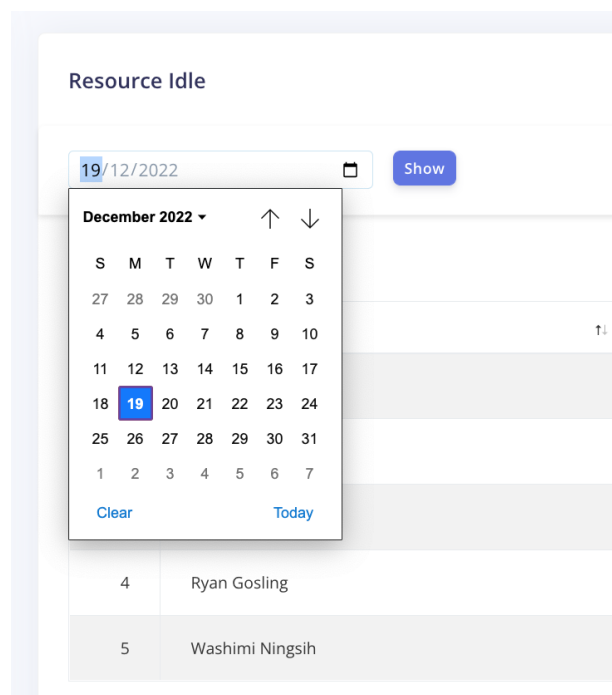 Resource Idle
19/12/2022
Show
December 2022
S M T W T F S
27 28 29 30 1 2 3
4 5 6 7 8 9 10
11 12 13 14 15 16 17
18 19 20 21 22 23 24
25 26 27 28 29 30 31
1 2 3 4 5 6 7
Clear Today
4 Ryan Gosling
5 Washimi Ningsih